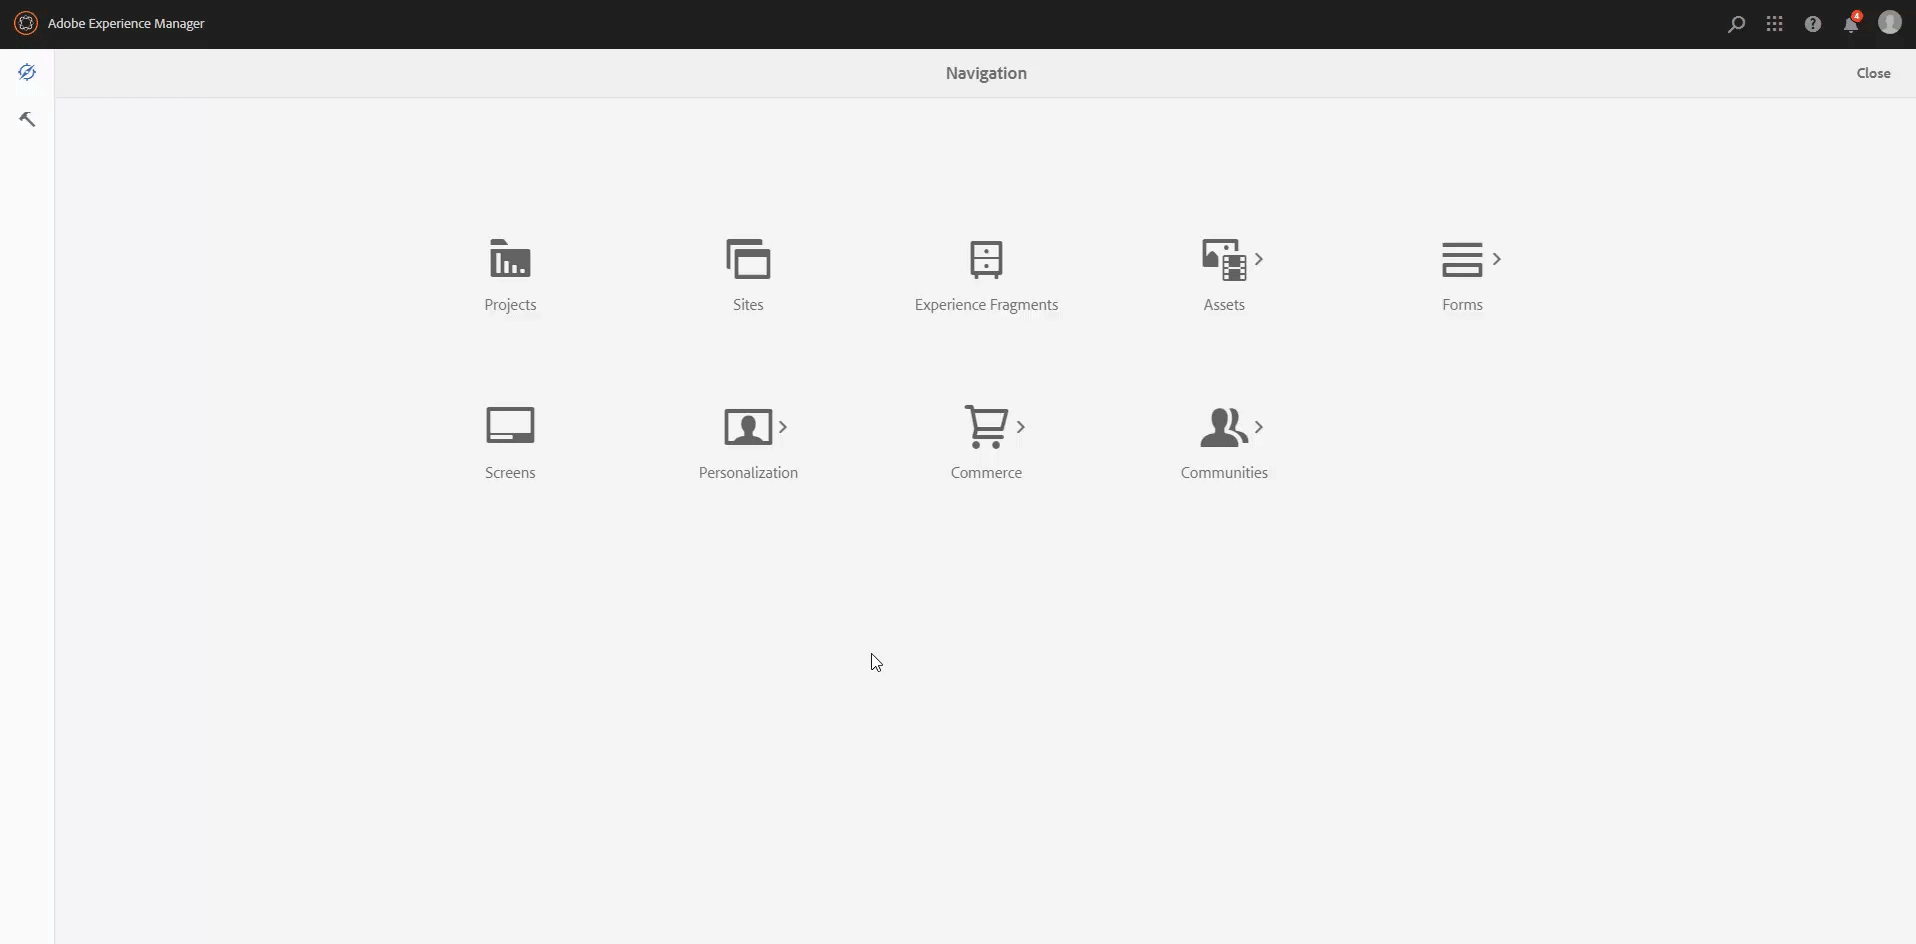 Adobe Experience Manager
4
Navigation
Close
Projects
Sites
Experience Fragments
Assets
Forms
Screens
Personalization
Commerce
Communities